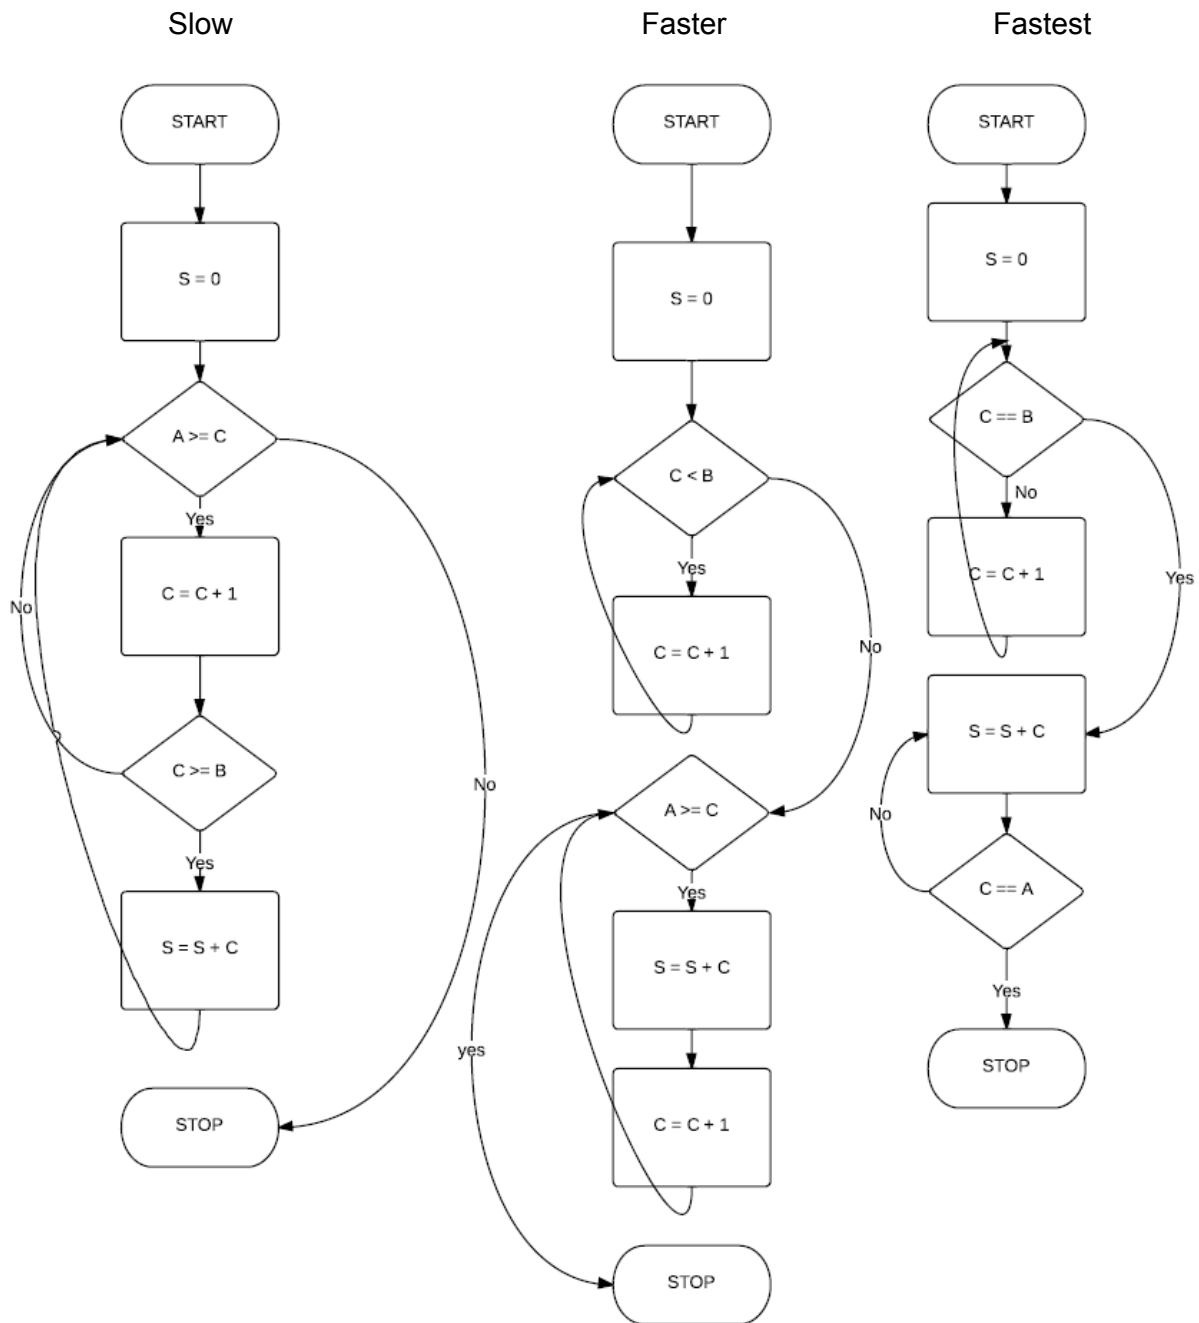 Slow
START
S = 0
A >= C
Yes
C = C + 1
No
C >= B
No
Yes
S = S + C
STOP
Faster
START
S = 0
C < B
Yes
C = C + 1
No
A >= C
Yes
S = S + C
yes
C = C + 1
STOP
Fastest
START
S = 0
C == B
No
C = C + 1
Yes
S = S + C
No
C == A
Yes
STOP